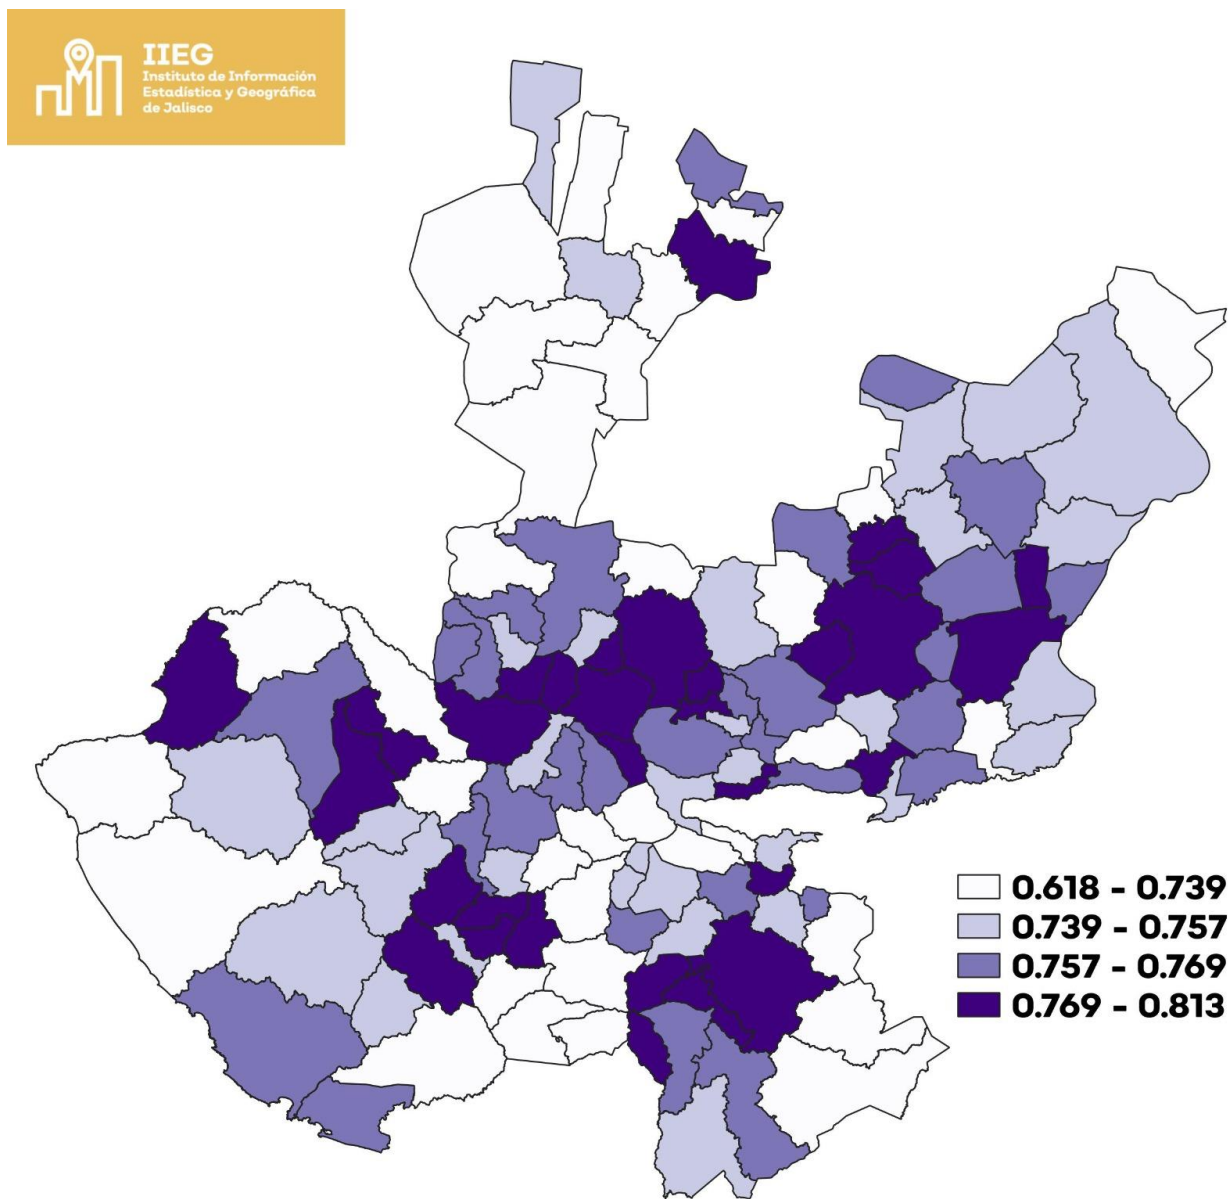 IIEG
Instituto de Información
Estadística y Geográfica
de Jalisco
0.618 - 0.739
0.739 - 0.757
0.757 - 0.769
0.769 - 0.813